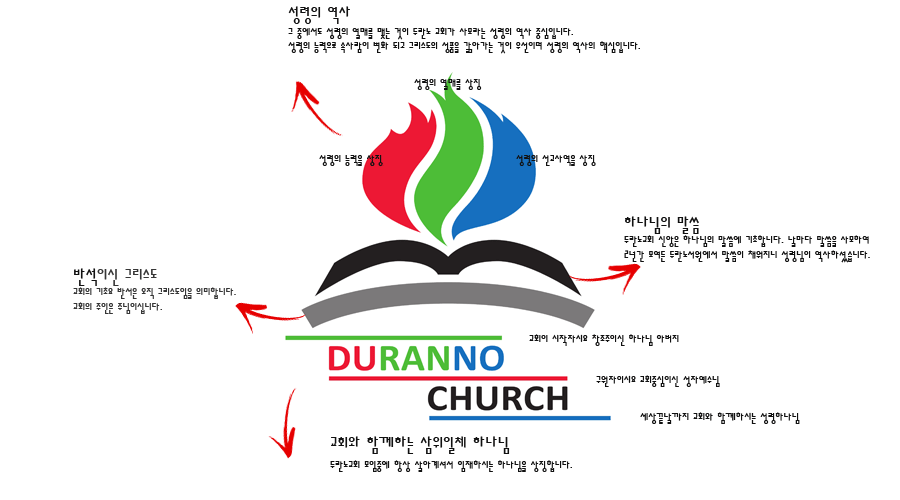 성령의 역사
그 중에서도 성령의 열매를 맺는 것이 두란노 교회가 사모하는 성령의 역사 중심입니다.
성령의 능력으로 속사람이 변화 되고 그리스도의 성품을 닮아가는 것이 우선이며 성령의 역사의 핵심입니다.
성령의 열매를 상징
성령의 능력을 상징
성령의 선교사역을 상징
하나님의 말씀
두란노교회 신앙은 하나님의 말씀에 기초합니다. 날마다 말씀을 사모하여
2년간 모여든 두란노서원에서 말씀이 채워지니 성령님이 역사하셨습니다.
반석이신 그리스도
교회의 기초요 반석은 오직 그리스도임을 의미합니다.
교회의 주인은 주님이십니다.
DURANNO
CHURCH
교회의 시작자시요 창조주이신 하나님 아버지
구원자이시요 교회중심이신 성자예수님
세상끝날까지 교회와 함께하시는 성령하나님
교회와 함께하는 삼위일체 하나님
두란노교회 모임중에 항상 살아계셔서 임재하시는 하나님을 상징합니다.